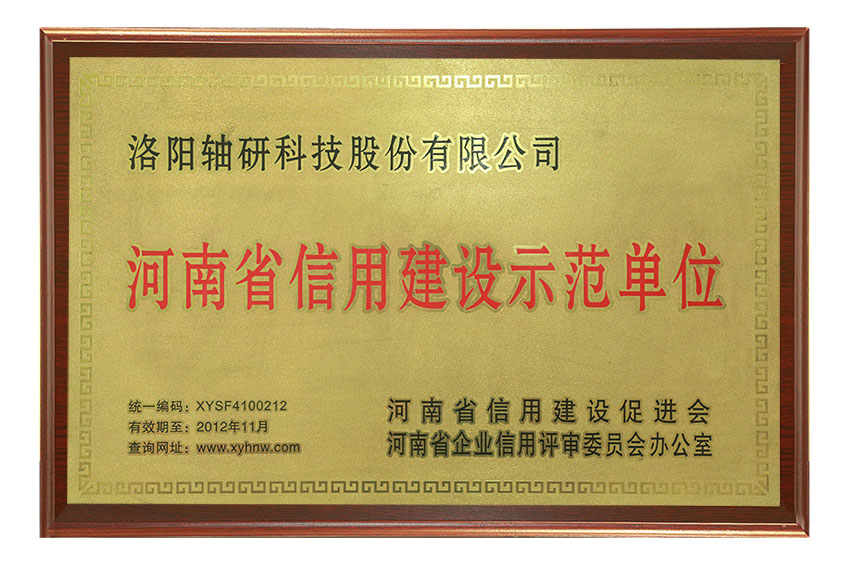 洛阳轴研科技股份有限公司
河南省信用建设示范单位
统一编码：XYSF4100212
有效期至：2012年11月
查询网址：www.xyhnw.com
河南省信用建设促进会
河南省企业信用评审委员会办公室